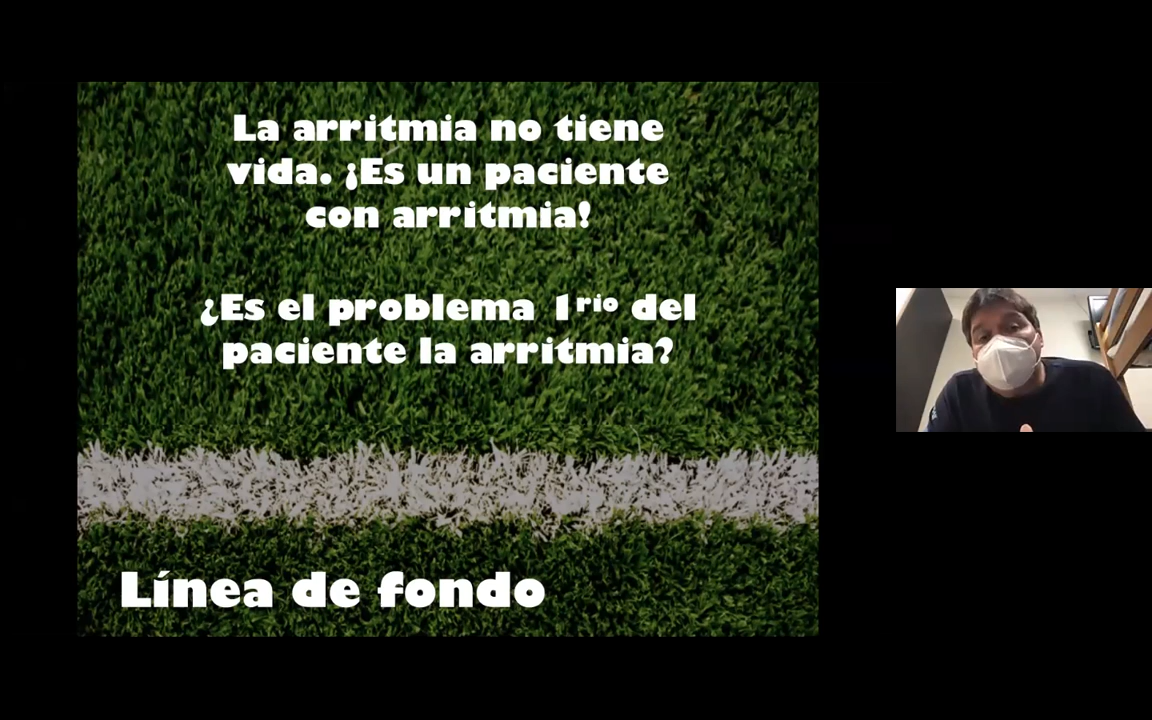 La arritmia no tiene
vida. ¡Es un paciente
con arritmia!
¿Es el problema 1rio del
paciente la arritmia?
Línea de fondo